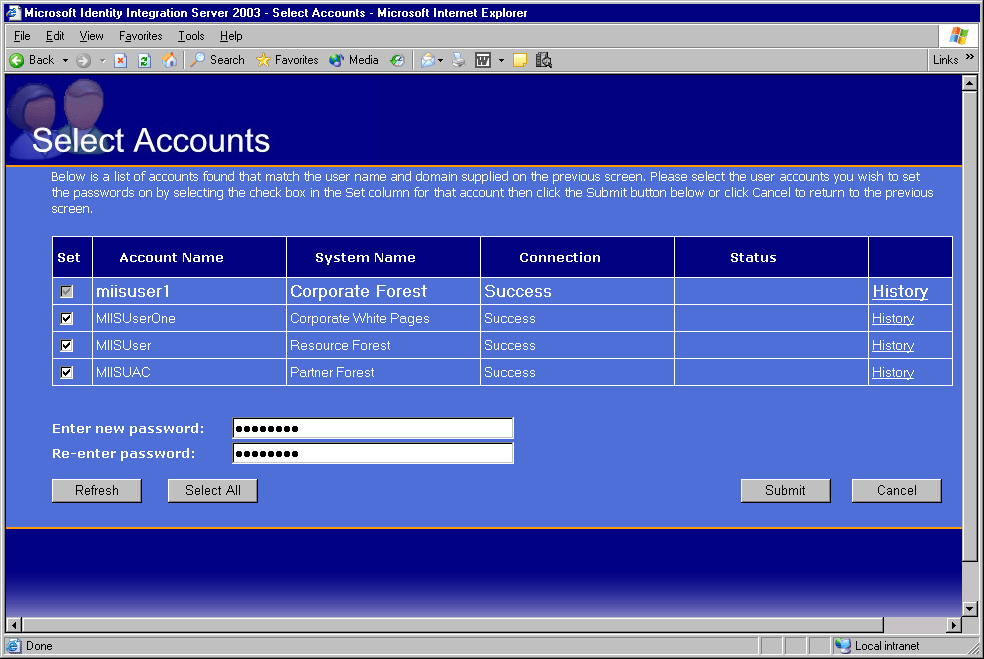 Microsoft Identity Integration Server 2003 - Select Accounts - Microsoft Internet Explorer
File Edit View Favorites Tools Help
Back Search Favorites Media W Links »
Select Accounts
Below is a list of accounts found that match the user name and domain supplied on the previous screen. Please select the user accounts you wish to set
the passwords on by selecting the check box in the Set column for that account then click the Submit button below or click Cancel to return to the previous
screen.
Set Account Name System Name Connection Status
miisuser1 Corporate Forest Success History
MIISUserOne Corporate White Pages Success History
MIISUser Resource Forest Success History
MIISUAC Partner Forest Success History
Enter new password: ●●●●●●●●
Re-enter password: ●●●●●●●●
Refresh Select All Submit Cancel
Done Local intranet